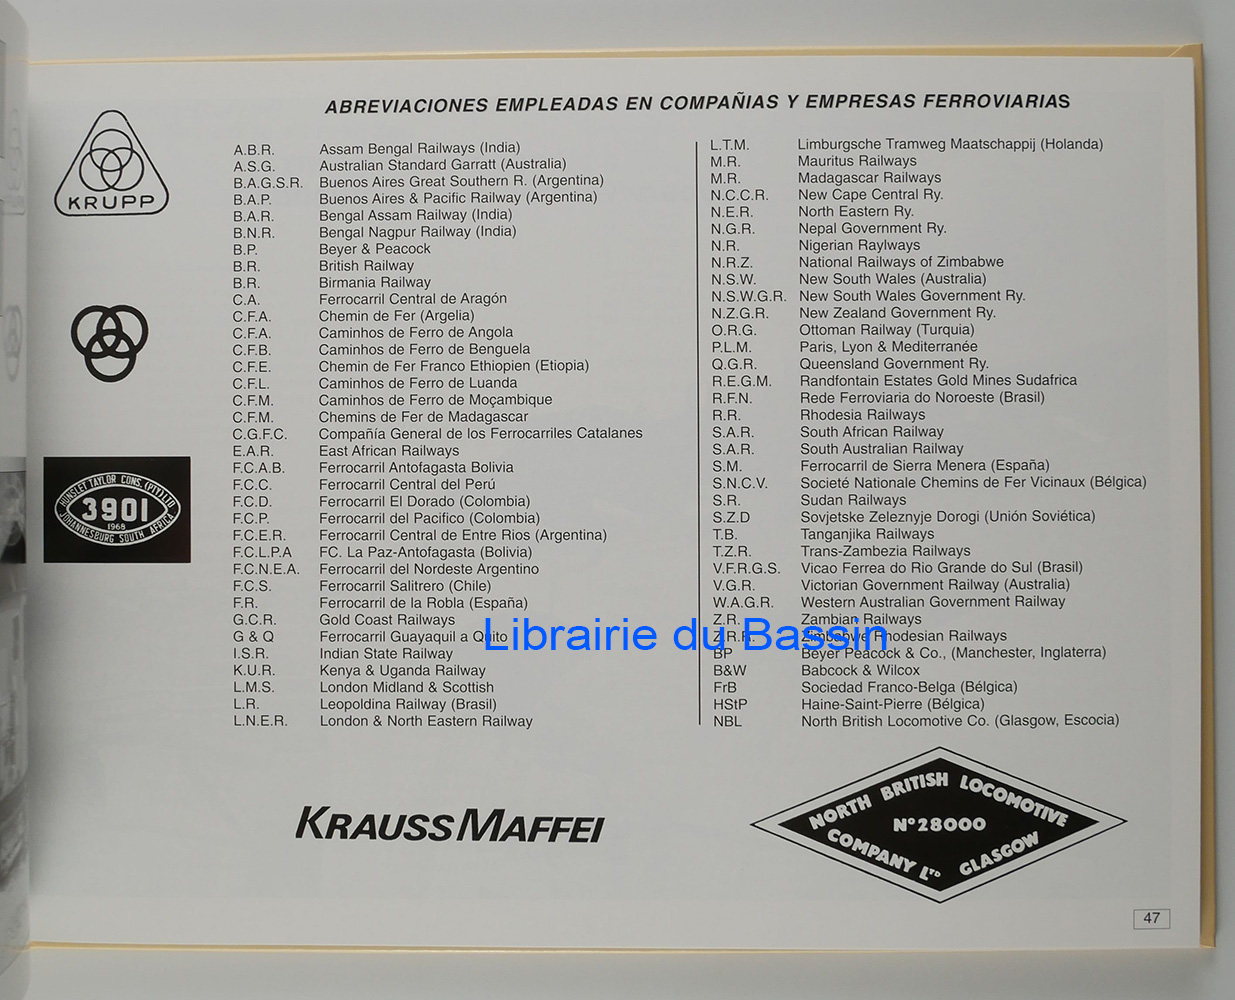 ABREVIACIONES EMPLEADAS EN COMPAÑIAS Y EMPRESAS FERROVIARIAS
KRUPP
HUNSLET TAYLOR CONS. (PTY) LTD
3901
1968
JOHANNESBURG SOUTH AFRICA
A.B.R. Assam Bengal Railways (India)
A.S.G. Australian Standard Garratt (Australia)
B.A.G.S.R. Buenos Aires Great Southern R. (Argentina)
B.A.P. Buenos Aires & Pacific Railway (Argentina)
B.A.R. Bengal Assam Railway (India)
B.N.R. Bengal Nagpur Railway (India)
B.P. Beyer & Peacock
B.R. British Railway
B.R. Birmania Railway
C.A. Ferrocarril Central de Aragón
C.F.A. Chemin de Fer (Argelia)
C.F.A. Caminhos de Ferro de Angola
C.F.B. Caminhos de Ferro de Benguela
C.F.E. Chemin de Fer Franco Ethiopien (Etiopia)
C.F.L. Caminhos de Ferro de Luanda
C.F.M. Caminhos de Ferro de Moçambique
C.F.M. Chemins de Fer de Madagascar
C.G.F.C. Compañía General de los Ferrocarriles Catalanes
E.A.R. East African Railways
F.C.A.B. Ferrocarril Antofagasta Bolivia
F.C.C. Ferrocarril Central del Perú
F.C.D. Ferrocarril El Dorado (Colombia)
F.C.P. Ferrocarril del Pacifico (Colombia)
F.C.E.R. Ferrocarril Central de Entre Rios (Argentina)
F.C.L.P.A FC. La Paz-Antofagasta (Bolivia)
F.C.N.E.A. Ferrocarril del Nordeste Argentino
F.C.S. Ferrocarril Salitrero (Chile)
F.R. Ferrocarril de la Robla (España)
G.C.R. Gold Coast Railways
G & Q Ferrocarril Guayaquil a Quito
I.S.R. Indian State Railway
K.U.R. Kenya & Uganda Railway
L.M.S. London Midland & Scottish
L.R. Leopoldina Railway (Brasil)
L.N.E.R. London & North Eastern Railway
L.T.M. Limburgsche Tramweg Maatschappij (Holanda)
M.R. Mauritus Railways
M.R. Madagascar Railways
N.C.C.R. New Cape Central Ry.
N.E.R. North Eastern Ry.
N.G.R. Nepal Government Ry.
N.R. Nigerian Raylways
N.R.Z. National Railways of Zimbabwe
N.S.W. New South Wales (Australia)
N.S.W.G.R. New South Wales Government Ry.
N.Z.G.R. New Zealand Government Ry.
O.R.G. Ottoman Railway (Turquia)
P.L.M. Paris, Lyon & Mediterranée
Q.G.R. Queensland Government Ry.
R.E.G.M. Randfontain Estates Gold Mines Sudafrica
R.F.N. Rede Ferroviaria do Noroeste (Brasil)
R.R. Rhodesia Railways
S.A.R. South African Railway
S.A.R. South Australian Railway
S.M. Ferrocarril de Sierra Menera (España)
S.N.C.V. Societé Nationale Chemins de Fer Vicinaux (Bélgica)
S.R. Sudan Railways
S.Z.D Sovjetske Zeleznyje Dorogi (Unión Soviética)
T.B. Tanganjika Railways
T.Z.R. Trans-Zambezia Railways
V.F.R.G.S. Vicao Ferrea do Rio Grande do Sul (Brasil)
V.G.R. Victorian Government Railway (Australia)
W.A.G.R. Western Australian Government Railway
Z.R. Zambian Railways
Z.R.R. Zimbabwe Rhodesian Railways
BP Beyer Peacock & Co., (Manchester, Inglaterra)
B&W Babcock & Wilcox
FrB Sociedad Franco-Belga (Bélgica)
HStP Haine-Saint-Pierre (Bélgica)
NBL North British Locomotive Co. (Glasgow, Escocia)
Librairie du Bassin
KRAUSS MAFFEI
NORTH BRITISH LOCOMOTIVE
Nº 28000
COMPANY LTD GLASGOW
47